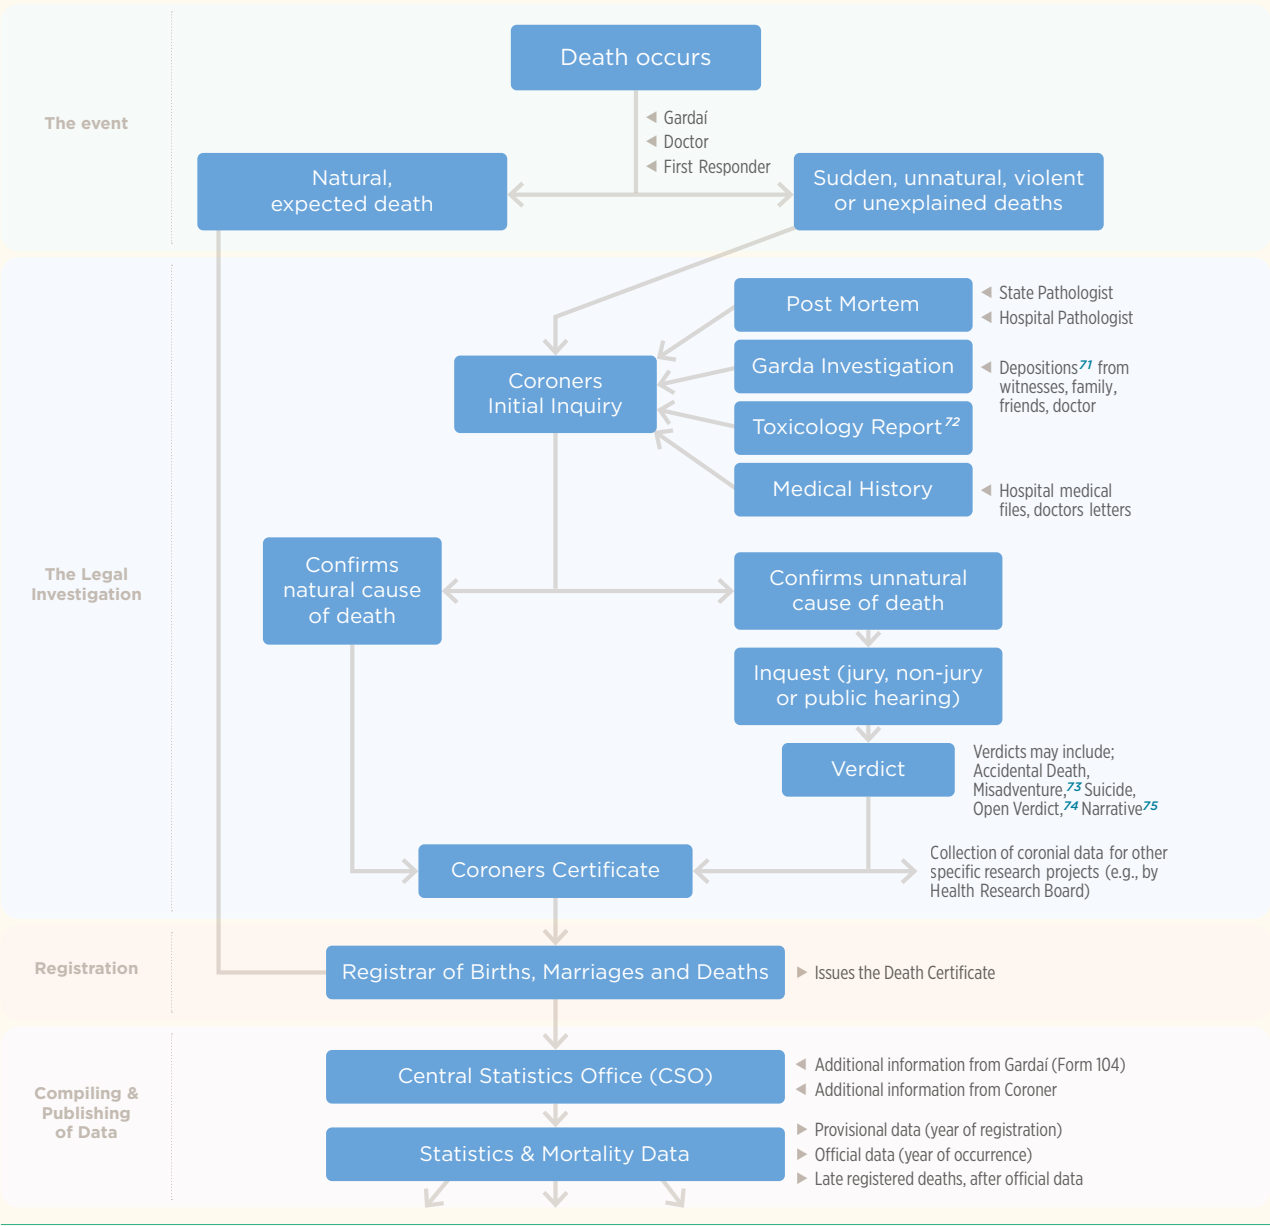 The event
Death occurs
Gardaí
Doctor
First Responder
Natural,
expected death
Sudden, unnatural, violent
or unexplained deaths
The Legal
Investigation
Post Mortem
State Pathologist
Hospital Pathologist
Coroners
Initial Inquiry
Garda Investigation
Depositions71 from
witnesses, family,
friends, doctor
Toxicology Report72
Medical History
Hospital medical
files, doctors letters
Confirms
natural cause
of death
Confirms unnatural
cause of death
Inquest (jury, non-jury
or public hearing)
Verdict
Verdicts may include;
Accidental Death,
Misadventure,73 Suicide,
Open Verdict,74 Narrative75
Coroners Certificate
Collection of coronial data for other
specific research projects (e.g., by
Health Research Board)
Registration
Registrar of Births, Marriages and Deaths
Issues the Death Certificate
Compiling &
Publishing
of Data
Central Statistics Office (CSO)
Additional information from Gardaí (Form 104)
Additional information from Coroner
Statistics & Mortality Data
Provisional data (year of registration)
Official data (year of occurrence)
Late registered deaths, after official data